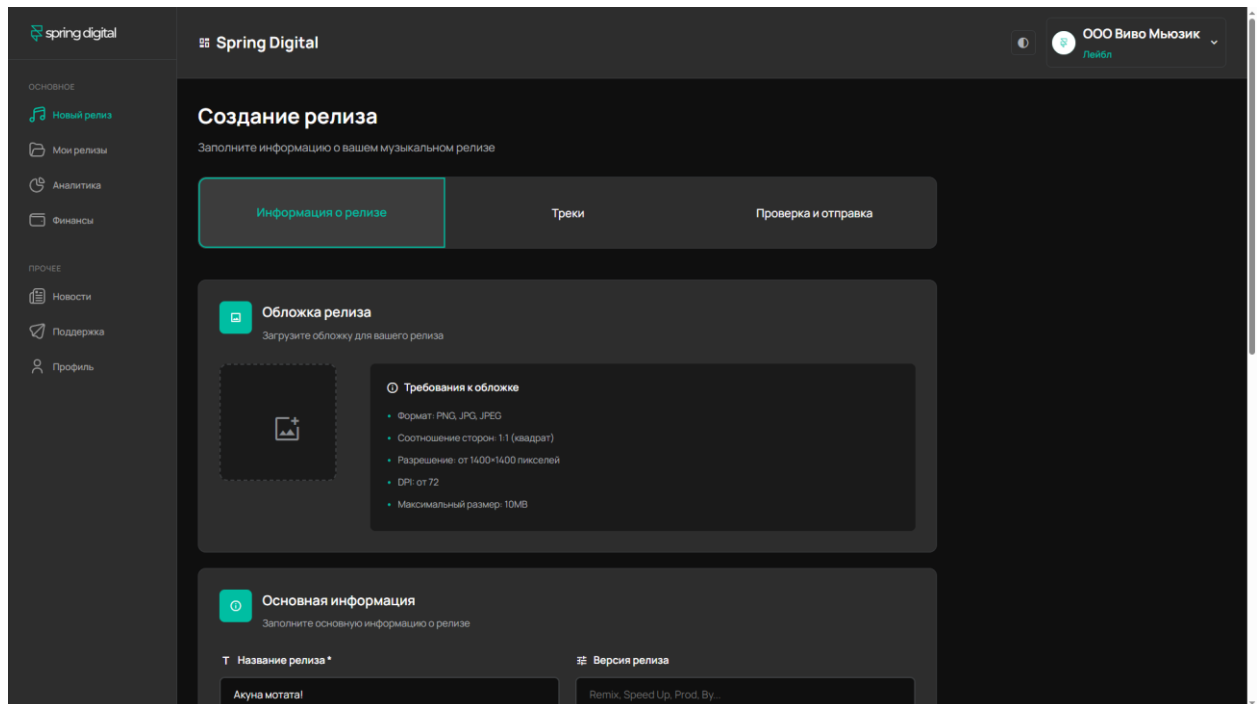 spring digital
Spring Digital
ООО Виво Мьюзик
Лейбл
ОСНОВНОЕ
Новый релиз
Мои релизы
Аналитика
Финансы
ПРОЧЕЕ
Новости
Поддержка
Профиль
Создание релиза
Заполните информацию о вашем музыкальном релизе
Информация о релизе
Треки
Проверка и отправка
Обложка релиза
Загрузите обложку для вашего релиза
Требования к обложке
• Формат: PNG, JPG, JPEG
• Соотношение сторон: 1:1 (квадрат)
• Разрешение: от 1400×1400 пикселей
• DPI: от 72
• Максимальный размер: 10MB
Основная информация
Заполните основную информацию о релизе
Название релиза *
Версия релиза
Акуна мотата!
Remix, Speed Up, Prod. By...